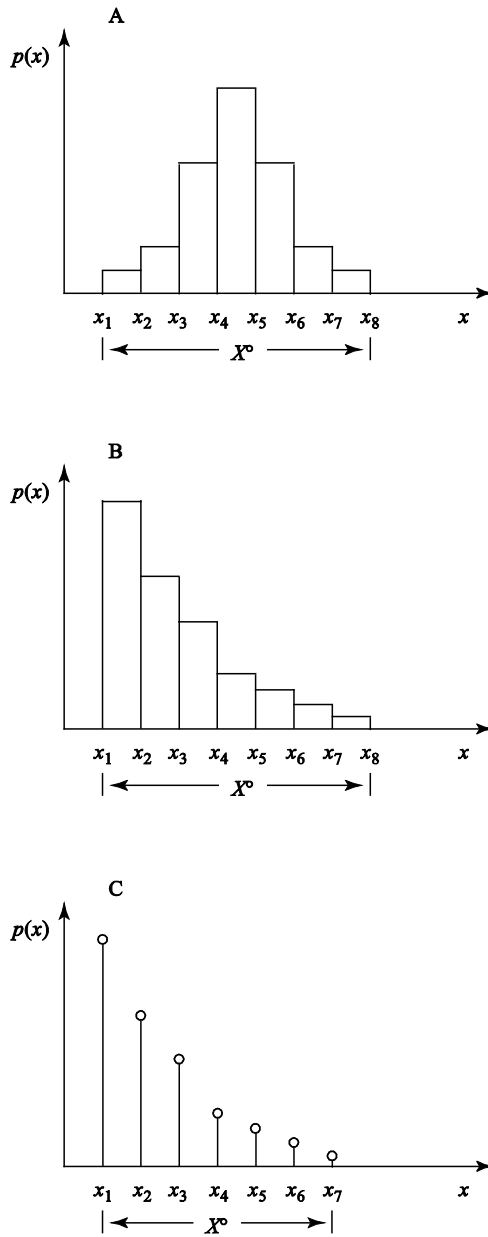 A
p(x)
x₁ x₂ x₃ x₄ x₅ x₆ x₇ x₈ x
X°
B
p(x)
x₁ x₂ x₃ x₄ x₅ x₆ x₇ x₈ x
X°
C
p(x)
x₁ x₂ x₃ x₄ x₅ x₆ x₇ x
X°